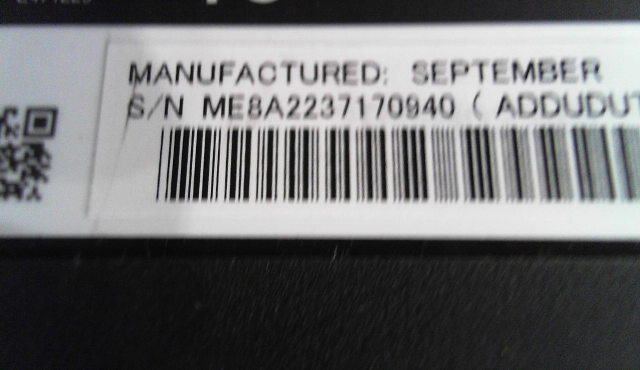 MANUFACTURED: SEPTEMBER
S/N ME8A2237170940 ( ADDUDUT